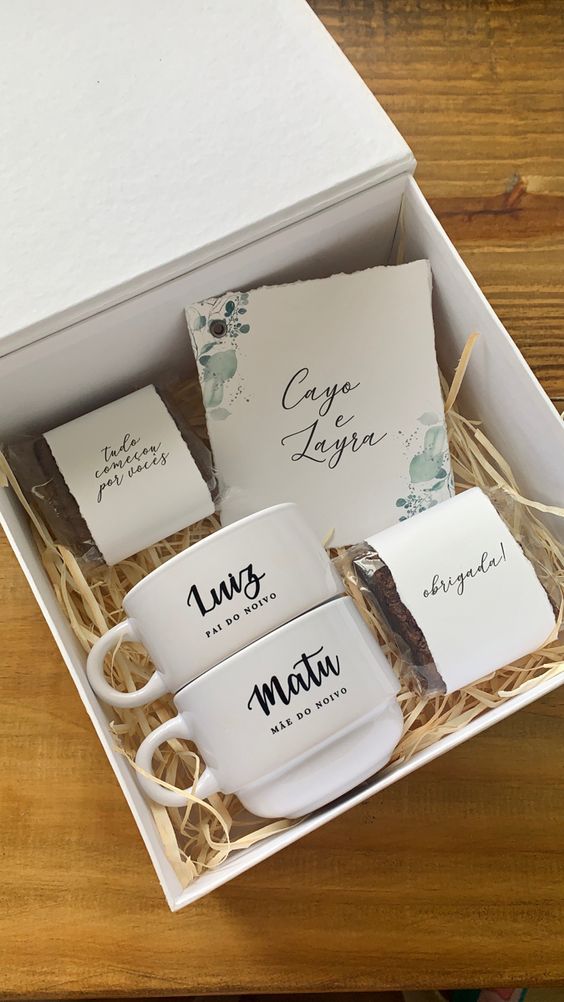 Cayo
e
Layra
tudo
começou
por vocês
obrigada!
Luiz
PAI DO NOIVO
Matu
MÃE DO NOIVO